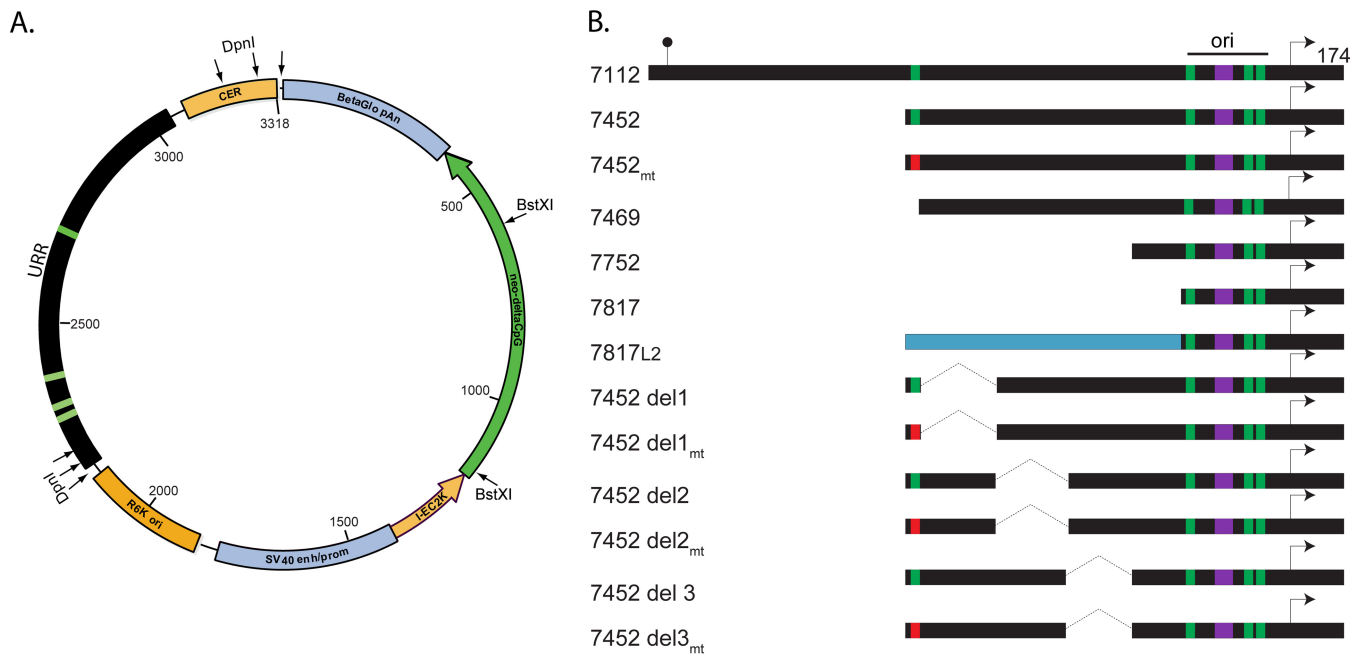 A.
DpnI
CER
BetaGlo pAn
3318
3000
500
BstXI
URR
neo-deltaCpG
2500
1000
DpnI
BstXI
2000
R6K ori
I-EC2K
1500
SV40 enh/prom
B.
ori
174
7112
7452
7452mt
7469
7752
7817
7817L2
7452 del1
7452 del1mt
7452 del2
7452 del2mt
7452 del 3
7452 del3mt